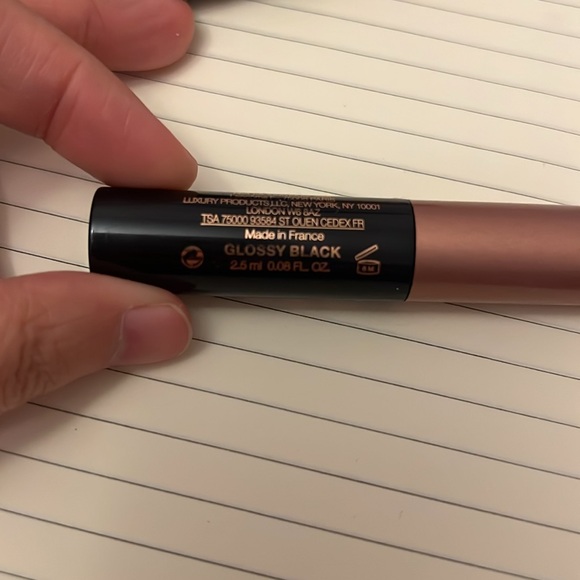 LUXURY PRODUCTS LLC, NEW YORK, NY 10001
LONDON W6 8AZ
TSA 75000 93584 ST OUEN CEDEX FR
Made in France
GLOSSY BLACK
2.5 ml 0.08 FL. OZ.
6 M